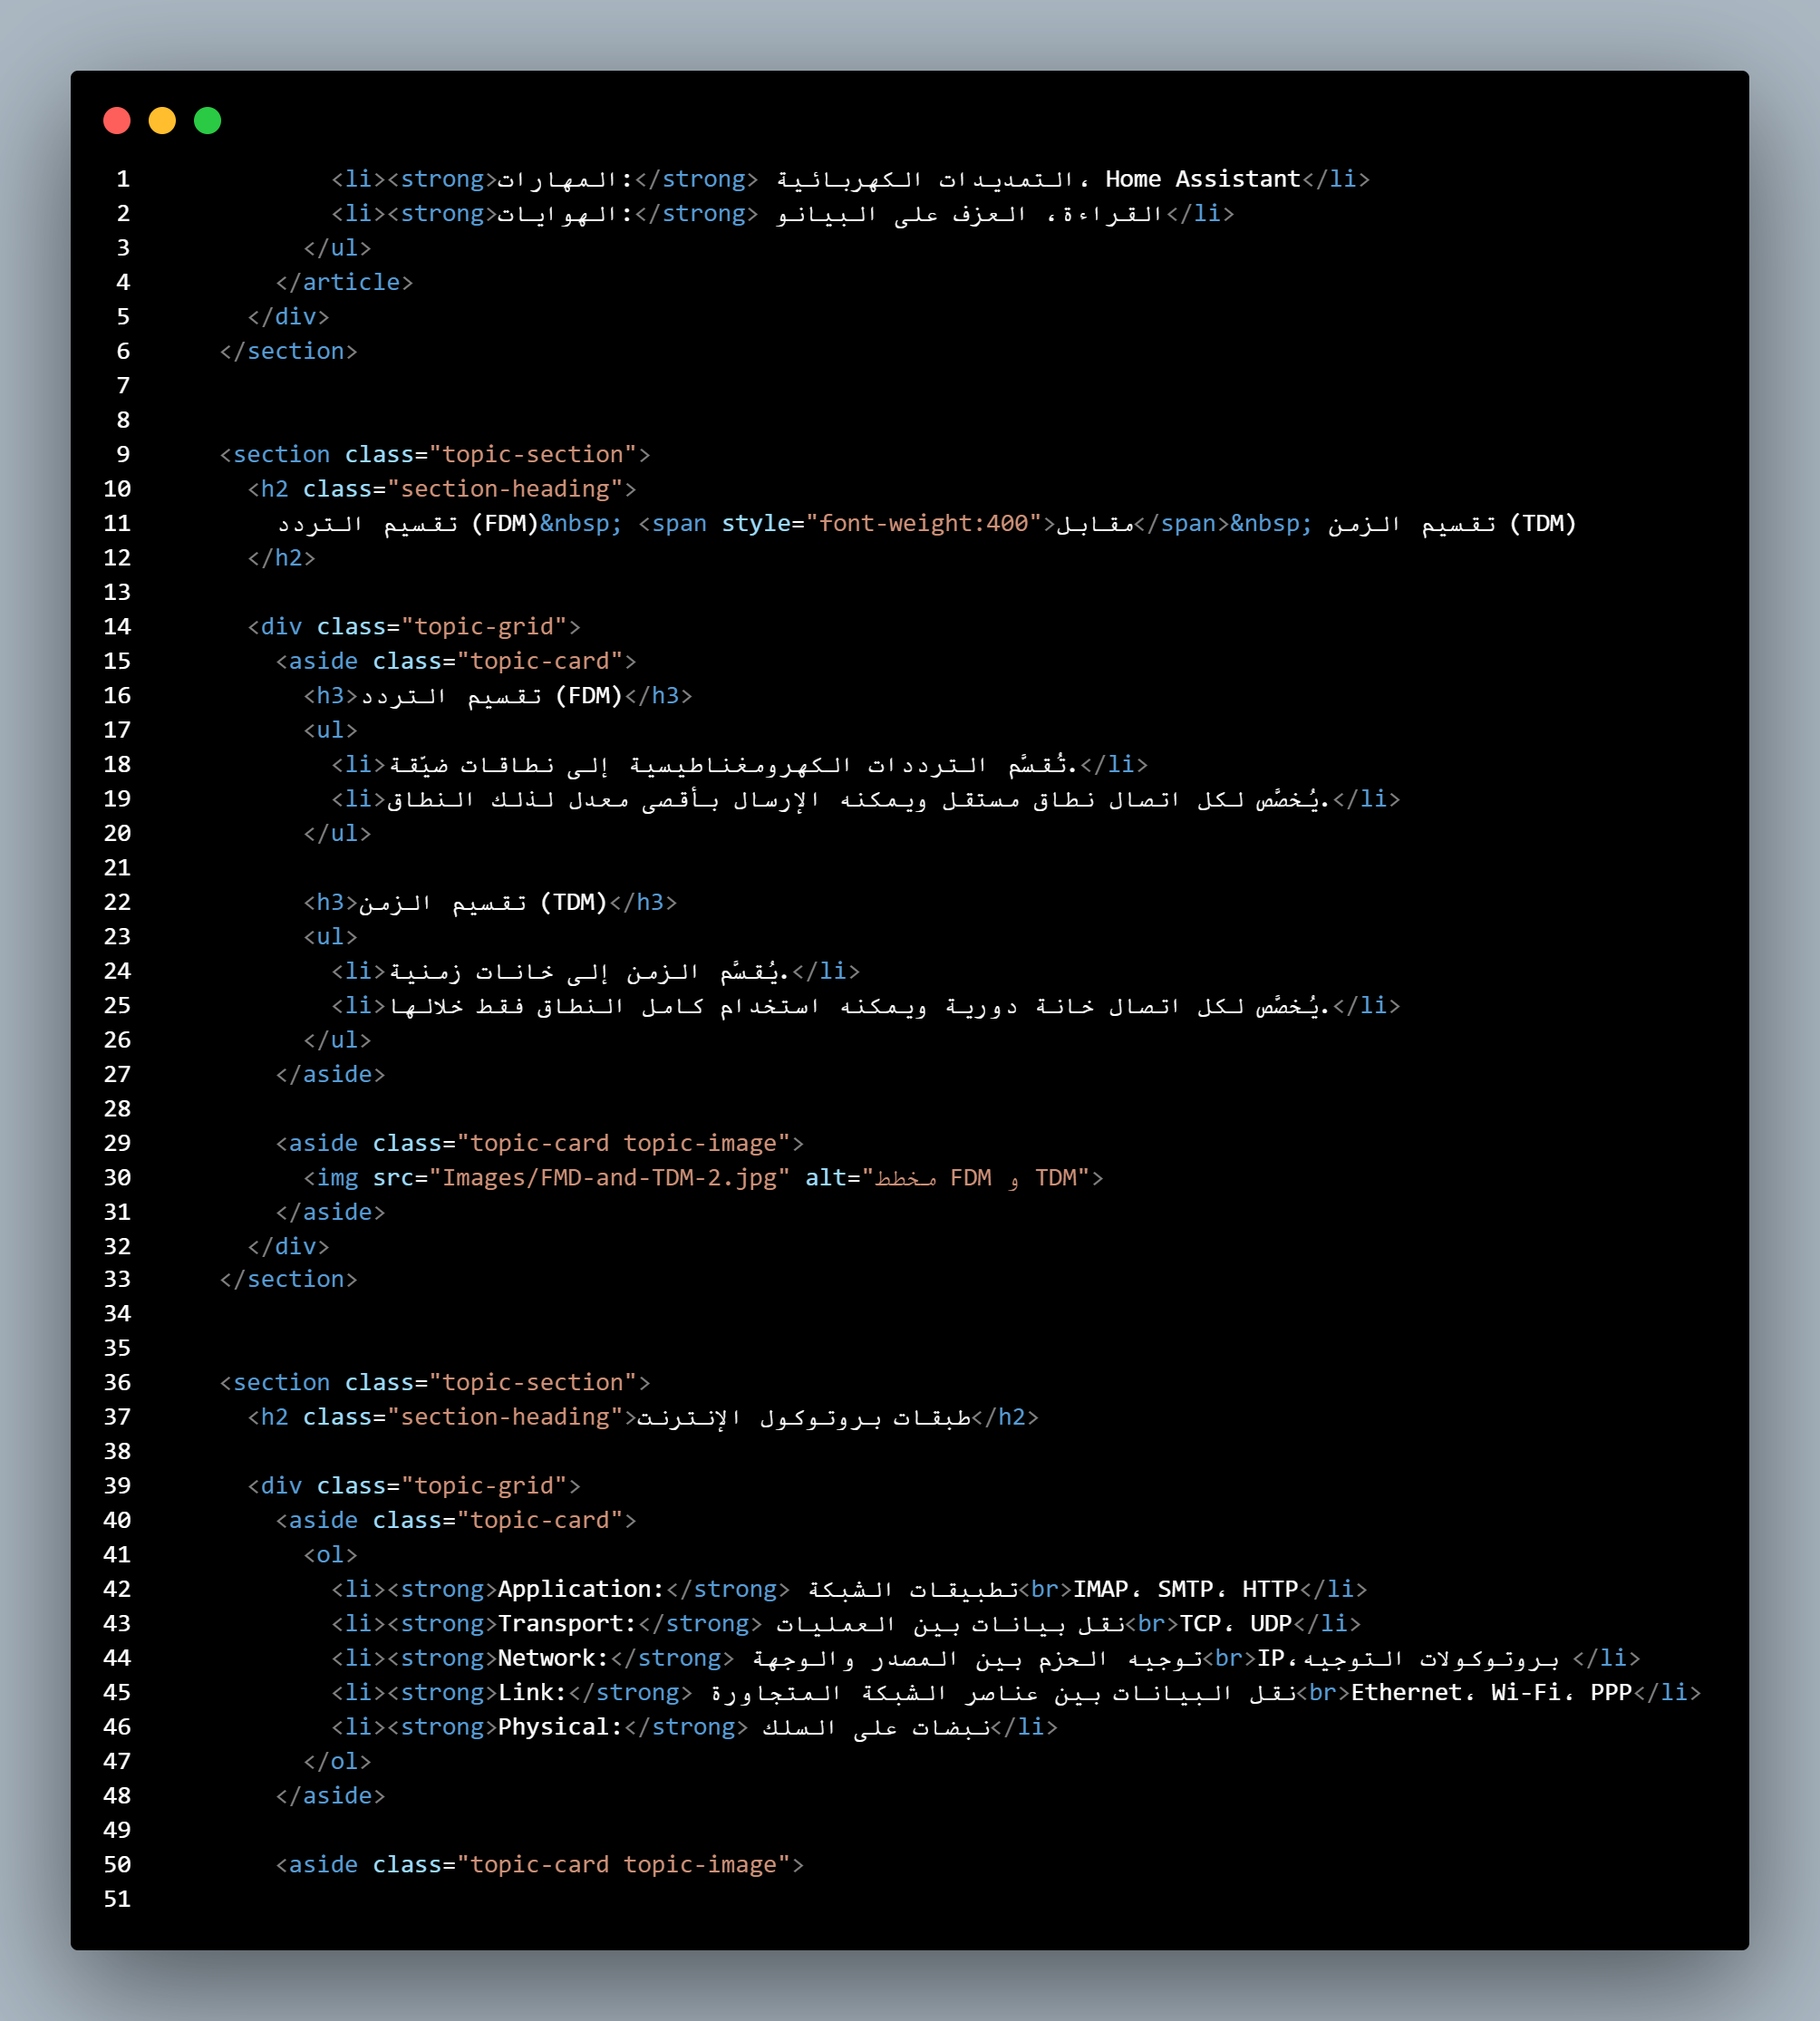 1 <li><strong>المهارات:</strong> التمديدات الكهربائية، Home Assistant</li>
2 <li><strong>الهوايات:</strong> القراءة، العزف على البيانو</li>
3 </ul>
4 </article>
5 </div>
6 </section>
7
8
9 <section class="topic-section">
10 <h2 class="section-heading">
11 تقسيم التردد (FDM)&nbsp; <span style="font-weight:400">مقابل</span>&nbsp; تقسيم الزمن (TDM)
12 </h2>
13
14 <div class="topic-grid">
15 <aside class="topic-card">
16 <h3>تقسيم التردد (FDM)</h3>
17 <ul>
18 <li>تُقسَّم الترددات الكهرومغناطيسية إلى نطاقات ضيّقة.</li>
19 <li>يُخصَّص لكل اتصال نطاق مستقل ويمكنه الإرسال بأقصى معدل لذلك النطاق.</li>
20 </ul>
21
22 <h3>تقسيم الزمن (TDM)</h3>
23 <ul>
24 <li>يُقسَّم الزمن إلى خانات زمنية.</li>
25 <li>يُخصَّص لكل اتصال خانة دورية ويمكنه استخدام كامل النطاق فقط خلالها.</li>
26 </ul>
27 </aside>
28
29 <aside class="topic-card topic-image">
30 <img src="Images/FMD-and-TDM-2.jpg" alt="مخطط FDM و TDM">
31 </aside>
32 </div>
33 </section>
34
35
36 <section class="topic-section">
37 <h2 class="section-heading">طبقات بروتوكول الإنترنت</h2>
38
39 <div class="topic-grid">
40 <aside class="topic-card">
41 <ol>
42 <li><strong>Application:</strong> تطبيقات الشبكة<br>IMAP، SMTP، HTTP</li>
43 <li><strong>Transport:</strong> نقل بيانات بين العمليات<br>TCP، UDP</li>
44 <li><strong>Network:</strong> توجيه الحزم بين المصدر والوجهة<br>IP، بروتوكولات التوجيه</li>
45 <li><strong>Link:</strong> نقل البيانات بين عناصر الشبكة المتجاورة<br>Ethernet، Wi-Fi، PPP</li>
46 <li><strong>Physical:</strong> نبضات على السلك</li>
47 </ol>
48 </aside>
49
50 <aside class="topic-card topic-image">
51